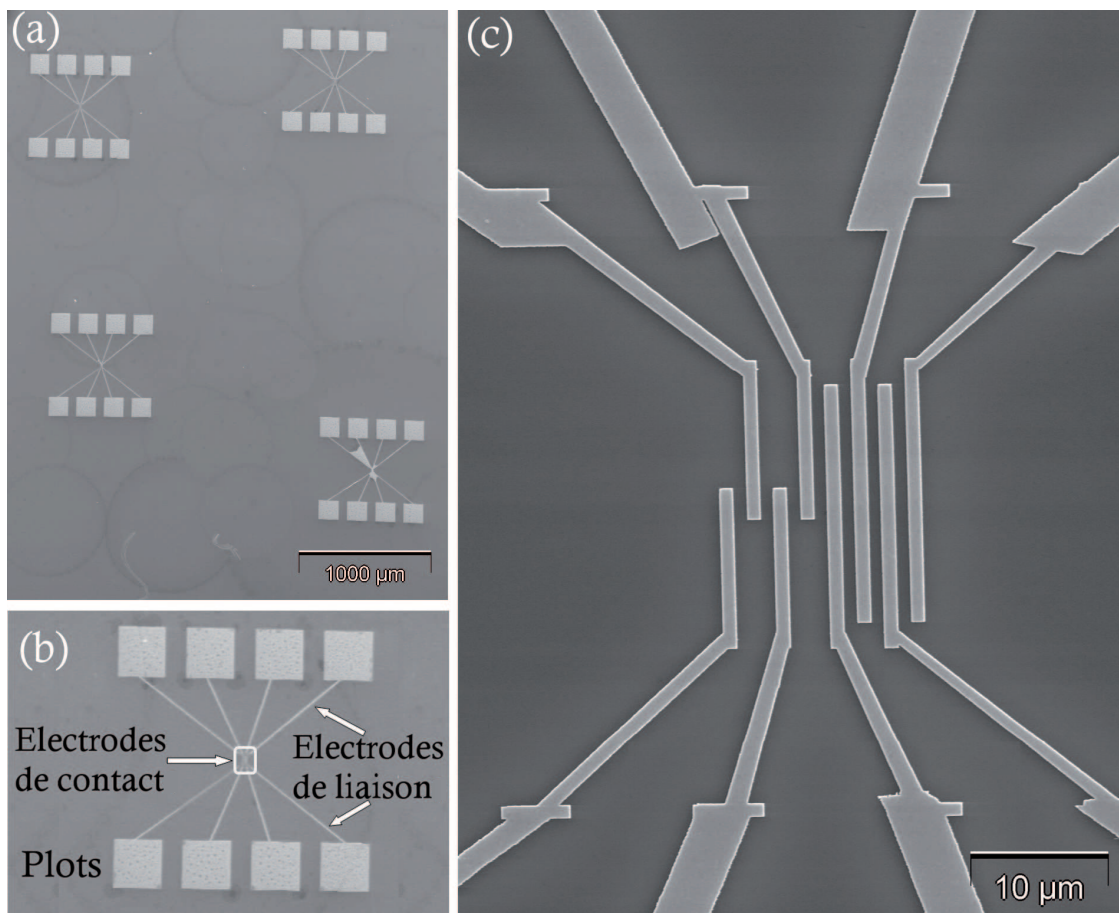 (a)
1000 µm
(b)
Electrodes
de contact
Electrodes
de liaison
Plots
(c)
10 µm